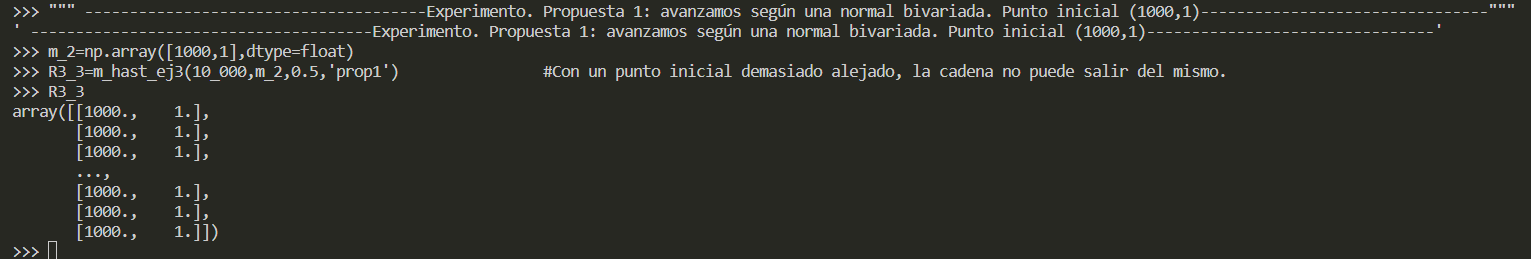 >>> """ --------------------------------------Experimento. Propuesta 1: avanzamos según una normal bivariada. Punto inicial (1000,1)--------------------------------"""
' --------------------------------------Experimento. Propuesta 1: avanzamos según una normal bivariada. Punto inicial (1000,1)--------------------------------'
>>> m_2=np.array([1000,1],dtype=float)
>>> R3_3=m_hast_ej3(10_000,m_2,0.5,'prop1')                #Con un punto inicial demasiado alejado, la cadena no puede salir del mismo.
>>> R3_3
array([[1000.,    1.],
       [1000.,    1.],
       [1000.,    1.],
       ...,
       [1000.,    1.],
       [1000.,    1.],
       [1000.,    1.]])
>>>